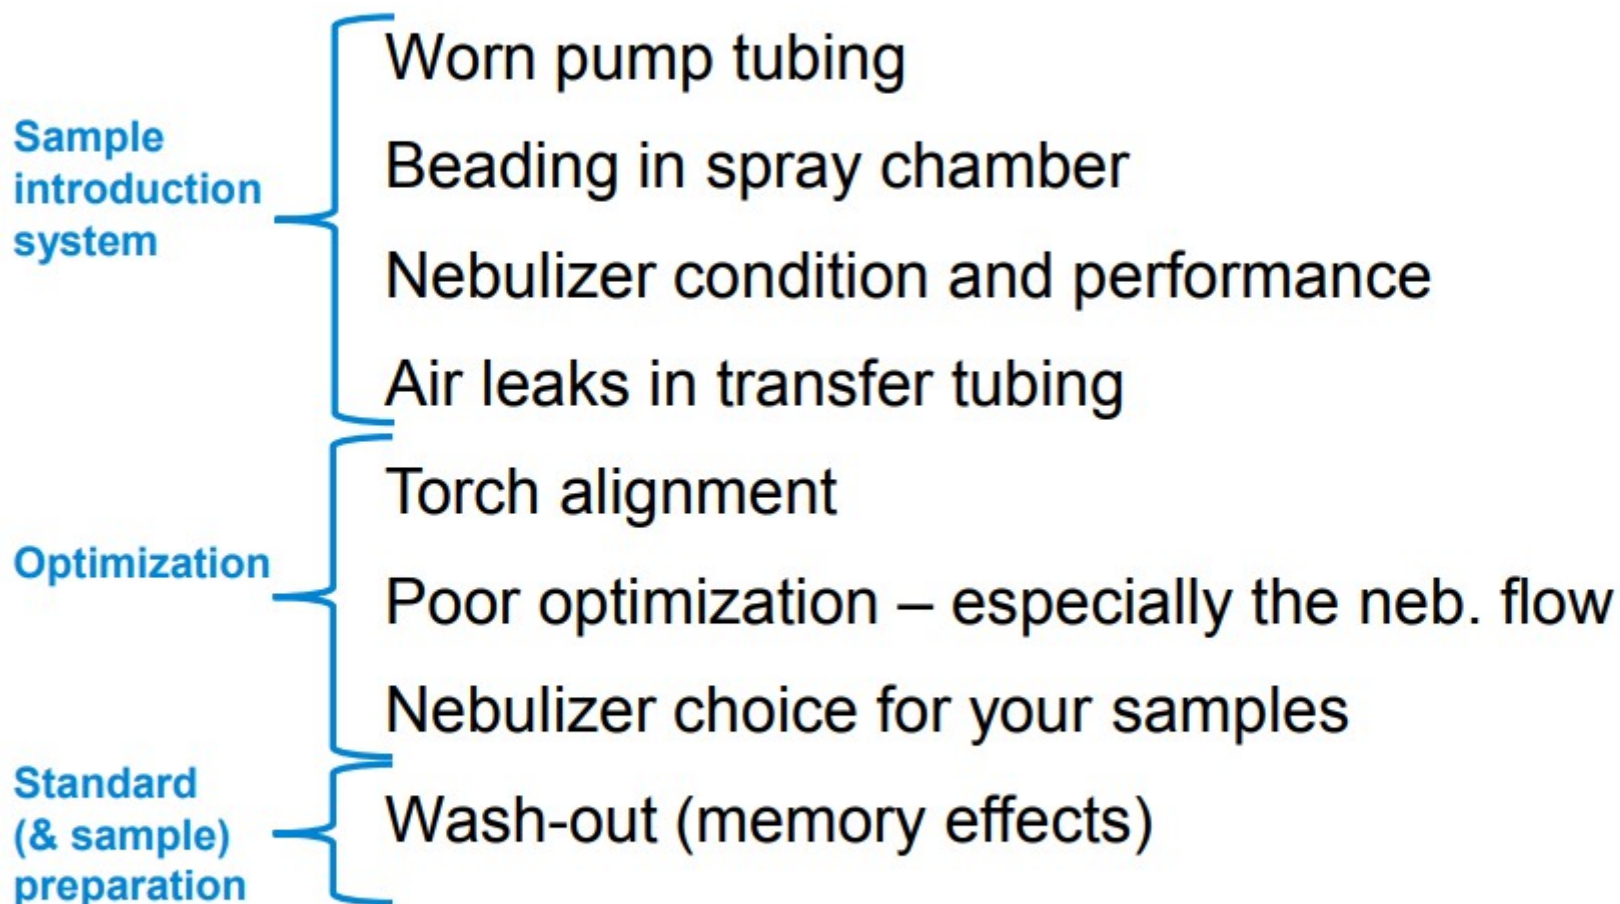 Sample
introduction
system
Worn pump tubing
Beading in spray chamber
Nebulizer condition and performance
Air leaks in transfer tubing
Optimization
Torch alignment
Poor optimization – especially the neb. flow
Nebulizer choice for your samples
Standard
(& sample)
preparation
Wash-out (memory effects)